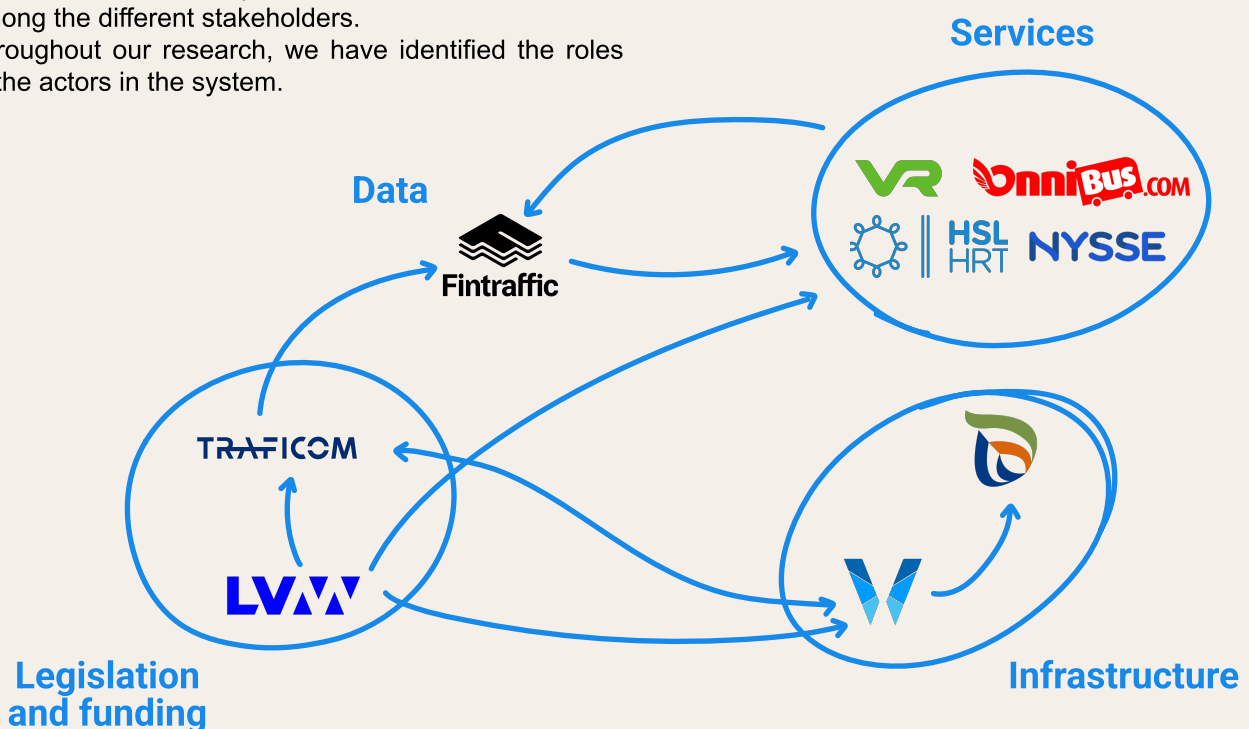 ong the different stakeholders.
roughout our research, we have identified the roles
the actors in the system.
Services
Data
VR
OnniBus.COM
HSL
HRT
NYSSE
Fintraffic
TRAFICOM
LVM
Legislation
and funding
Infrastructure